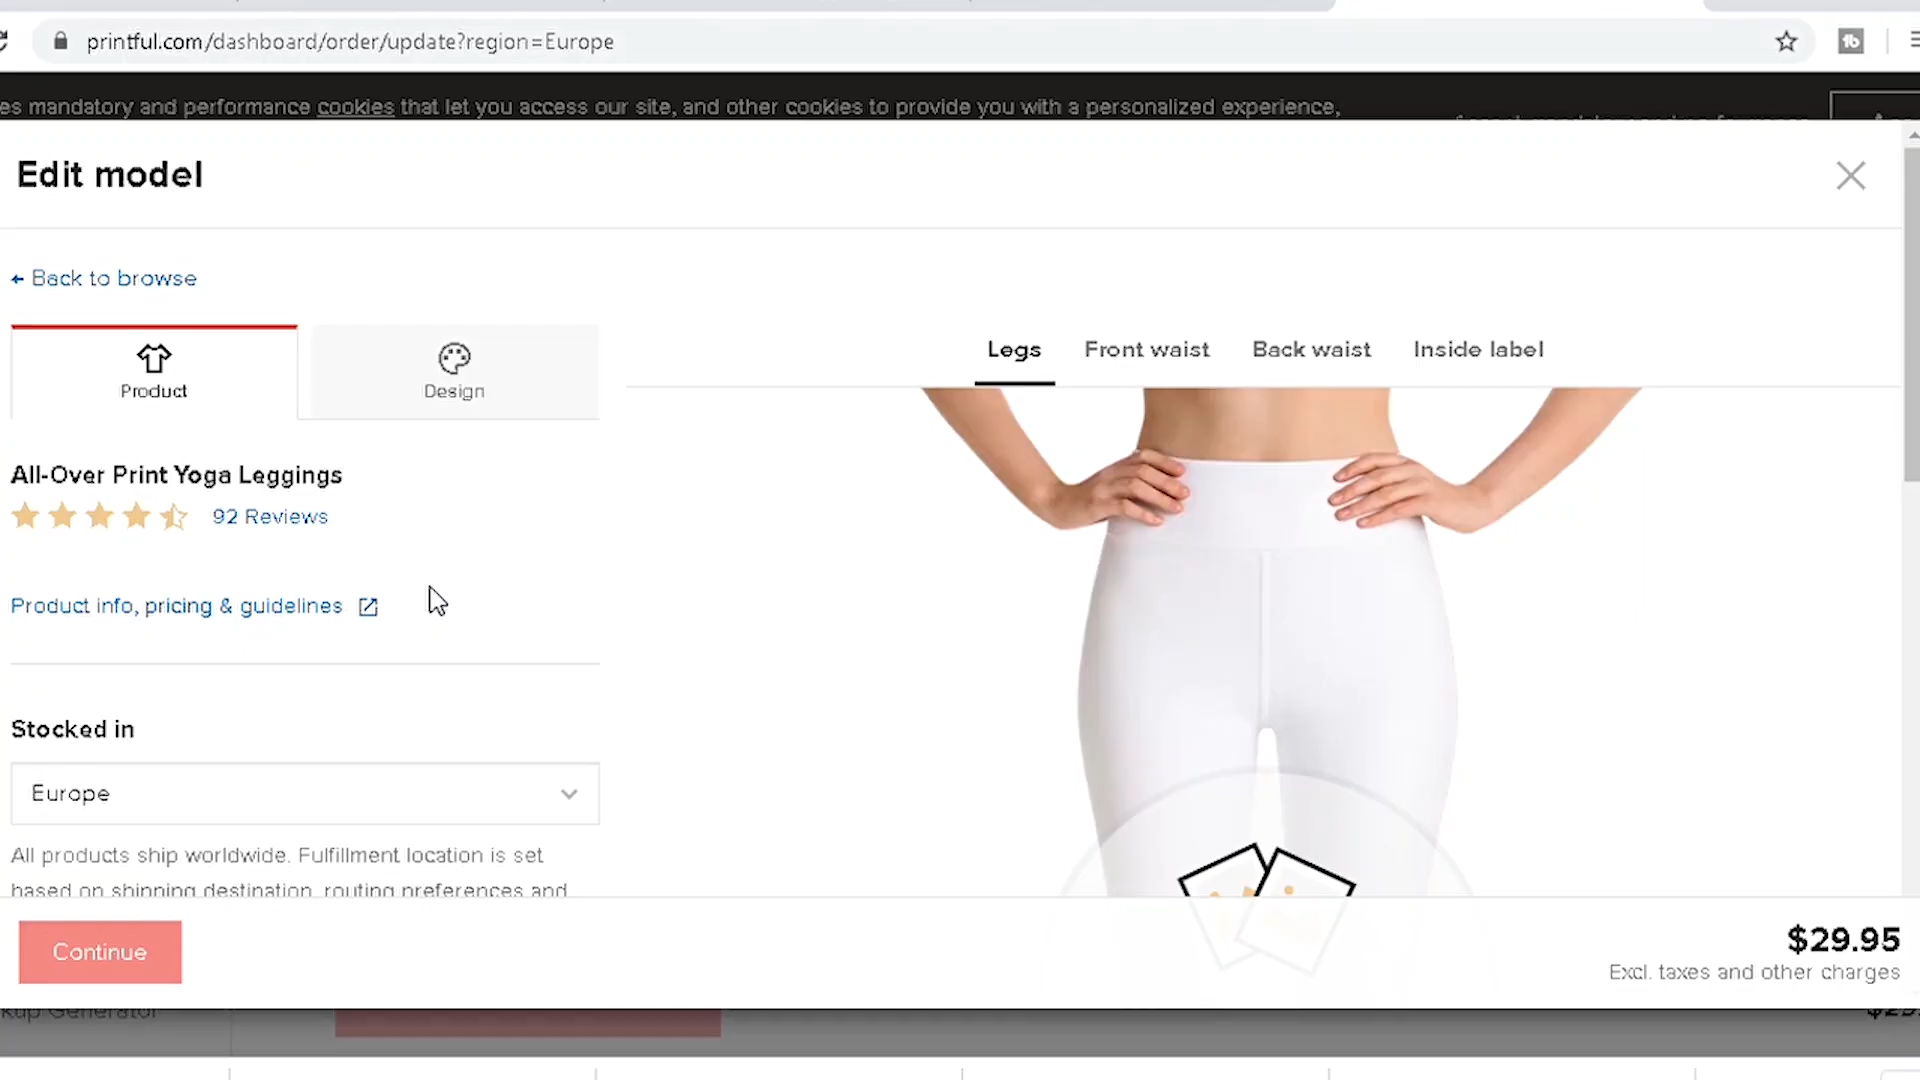 printful.com/dashboard/order/update?region=Europe
es mandatory and performance cookies that let you access our site, and other cookies to provide you with a personalized experience,
Edit model
Back to browse
Product
Design
Legs
Front waist
Back waist
Inside label
All-Over Print Yoga Leggings
92 Reviews
Product info, pricing & guidelines
Stocked in
Europe
All products ship worldwide. Fulfillment location is set
based on shipping destination, routing preferences and
Continue
$29.95
Excl. taxes and other charges
kup Generator